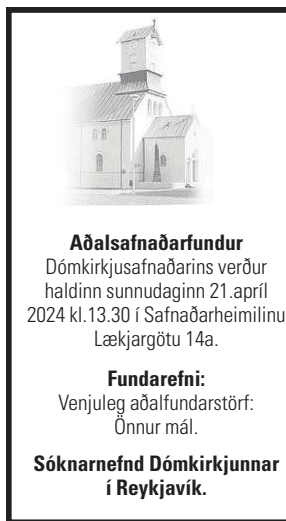 Aðalsafnaðarfundur
Dómkirkjusafnaðarins verður
haldinn sunnudaginn 21.apríl
2024 kl.13.30 í Safnaðarheimilinu
Lækjargötu 14a.
Fundarefni:
Venjuleg aðalfundarstörf:
Önnur mál.
Sóknarnefnd Dómkirkjunnar
í Reykjavík.